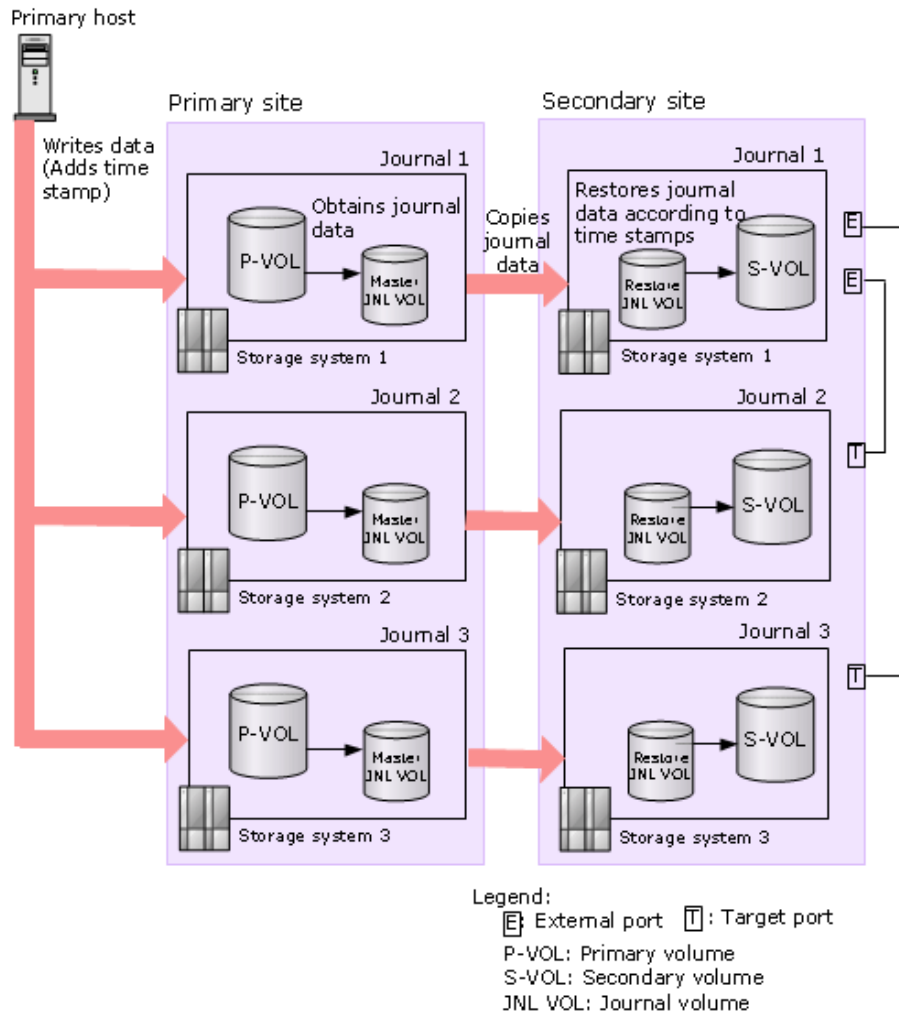 Primary host
Primary site
Secondary site
Writes data
(Adds time
stamp)
Journal 1
Obtains journal
data
P-VOL
Master
JNL VOL
Storage system 1
Copies
journal
data
Journal 1
Restores journal
data according to
time stamps
Restore
JNL VOL
S-VOL
Storage system 1
E
E
Journal 2
P-VOL
Master
JNL VOL
Storage system 2
Journal 2
Restore
JNL VOL
S-VOL
Storage system 2
T
Journal 3
P-VOL
Master
JNL VOL
Storage system 3
Journal 3
Restore
JNL VOL
S-VOL
Storage system 3
T
Legend:
E: External port T: Target port
P-VOL: Primary volume
S-VOL: Secondary volume
JNL VOL: Journal volume